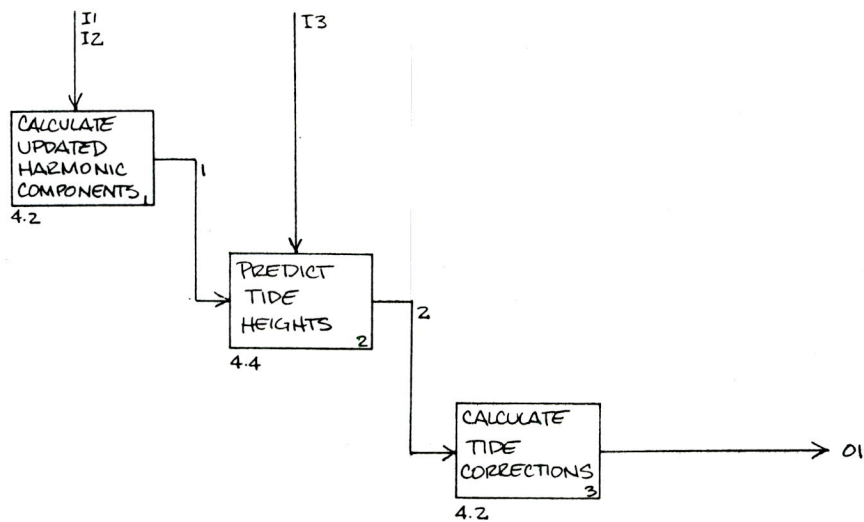 I1
I2
I3
CALCULATE
UPDATED
HARMONIC
COMPONENTS
1
4.2
1
PREDICT
TIDE
HEIGHTS
2
4.4
2
CALCULATE
TIDE
CORRECTIONS
3
4.2
O1